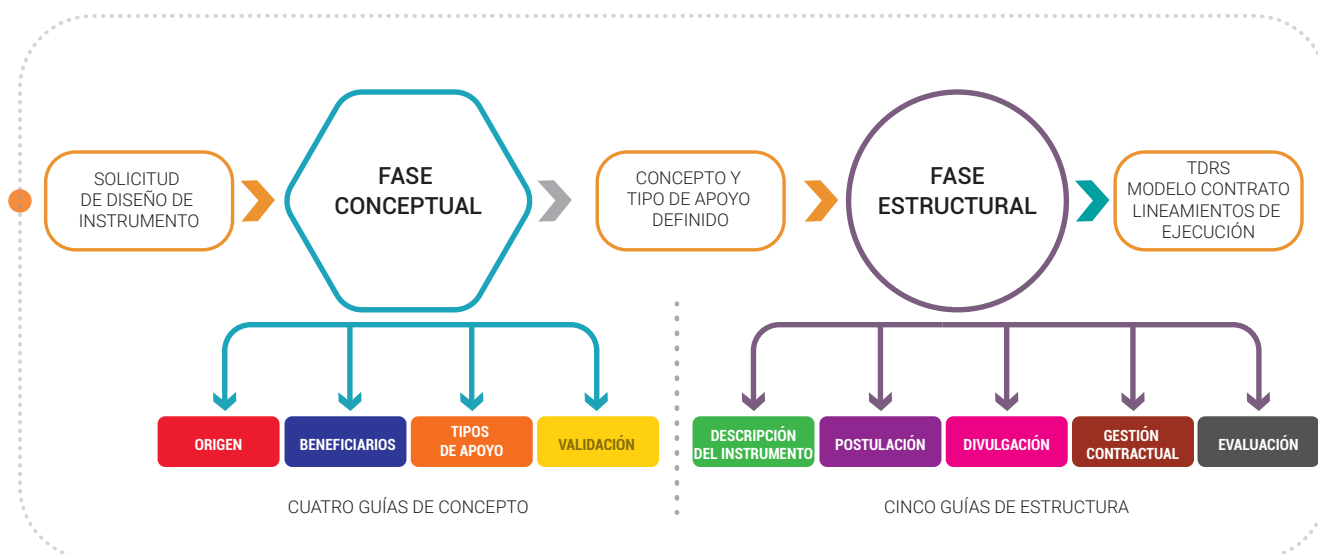 SOLICITUD
DE DISEÑO DE
INSTRUMENTO
FASE
CONCEPTUAL
CONCEPTO Y
TIPO DE APOYO
DEFINIDO
FASE
ESTRUCTURAL
TDRS
MODELO CONTRATO
LINEAMIENTOS DE
EJECUCIÓN
ORIGEN
BENEFICIARIOS
TIPOS
DE APOYO
VALIDACIÓN
DESCRIPCIÓN
DEL INSTRUMENTO
POSTULACIÓN
DIVULGACIÓN
GESTIÓN
CONTRACTUAL
EVALUACIÓN
CUATRO GUÍAS DE CONCEPTO
CINCO GUÍAS DE ESTRUCTURA